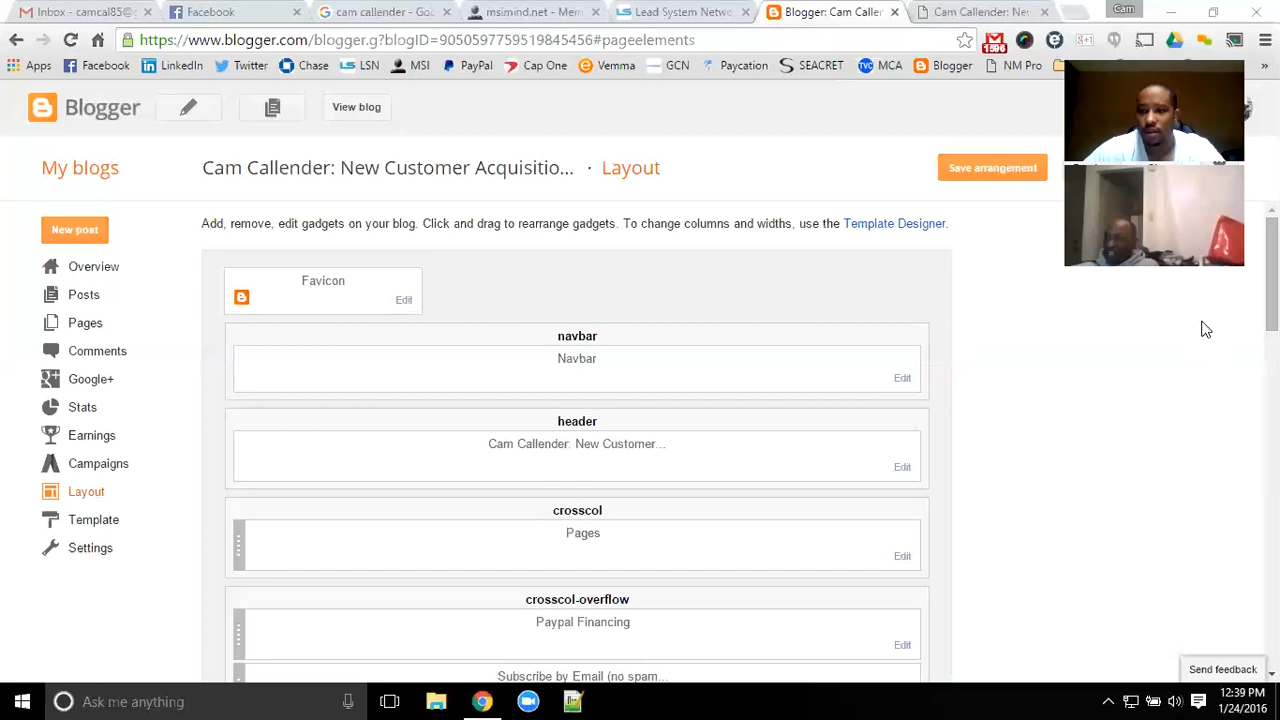 Inbox - camcal85@g
Facebook
cam callender - Goo
msimind.net - Mem
Lead System Netwo
Blogger: Cam Caller
Cam Callender: New
Cam
https://www.blogger.com/blogger.g?blogID=9050597759519845456#pageelements
1596
Apps
Facebook
LinkedIn
Twitter
Chase
LSN
MSI
PayPal
Cap One
Vemma
GCN
Paycation
SEACRET
MCA
Blogger
NM Pro
»
Blogger
View blog
My blogs
Cam Callender: New Customer Acquisitio... · Layout
Save arrangement
Add, remove, edit gadgets on your blog. Click and drag to rearrange gadgets. To change columns and widths, use the Template Designer.
New post
Overview
Posts
Pages
Comments
Google+
Stats
Earnings
Campaigns
Layout
Template
Settings
Favicon
Edit
navbar
Navbar
Edit
header
Cam Callender: New Customer...
Edit
crosscol
Pages
Edit
crosscol-overflow
Paypal Financing
Edit
Subscribe by Email (no spam...
Send feedback
Ask me anything
12:39 PM
1/24/2016